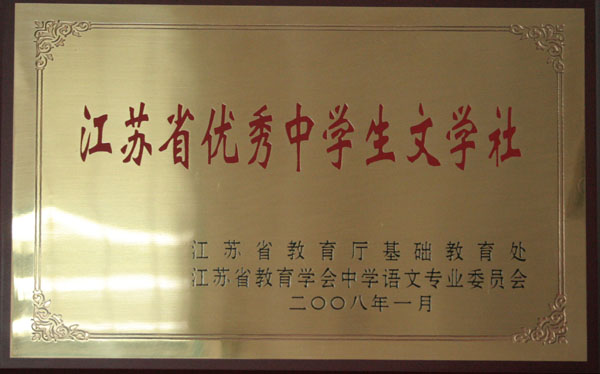 江苏省优秀中学生文学社
江苏省教育厅基础教育处
江苏省教育学会中学语文专业委员会
二〇〇八年一月